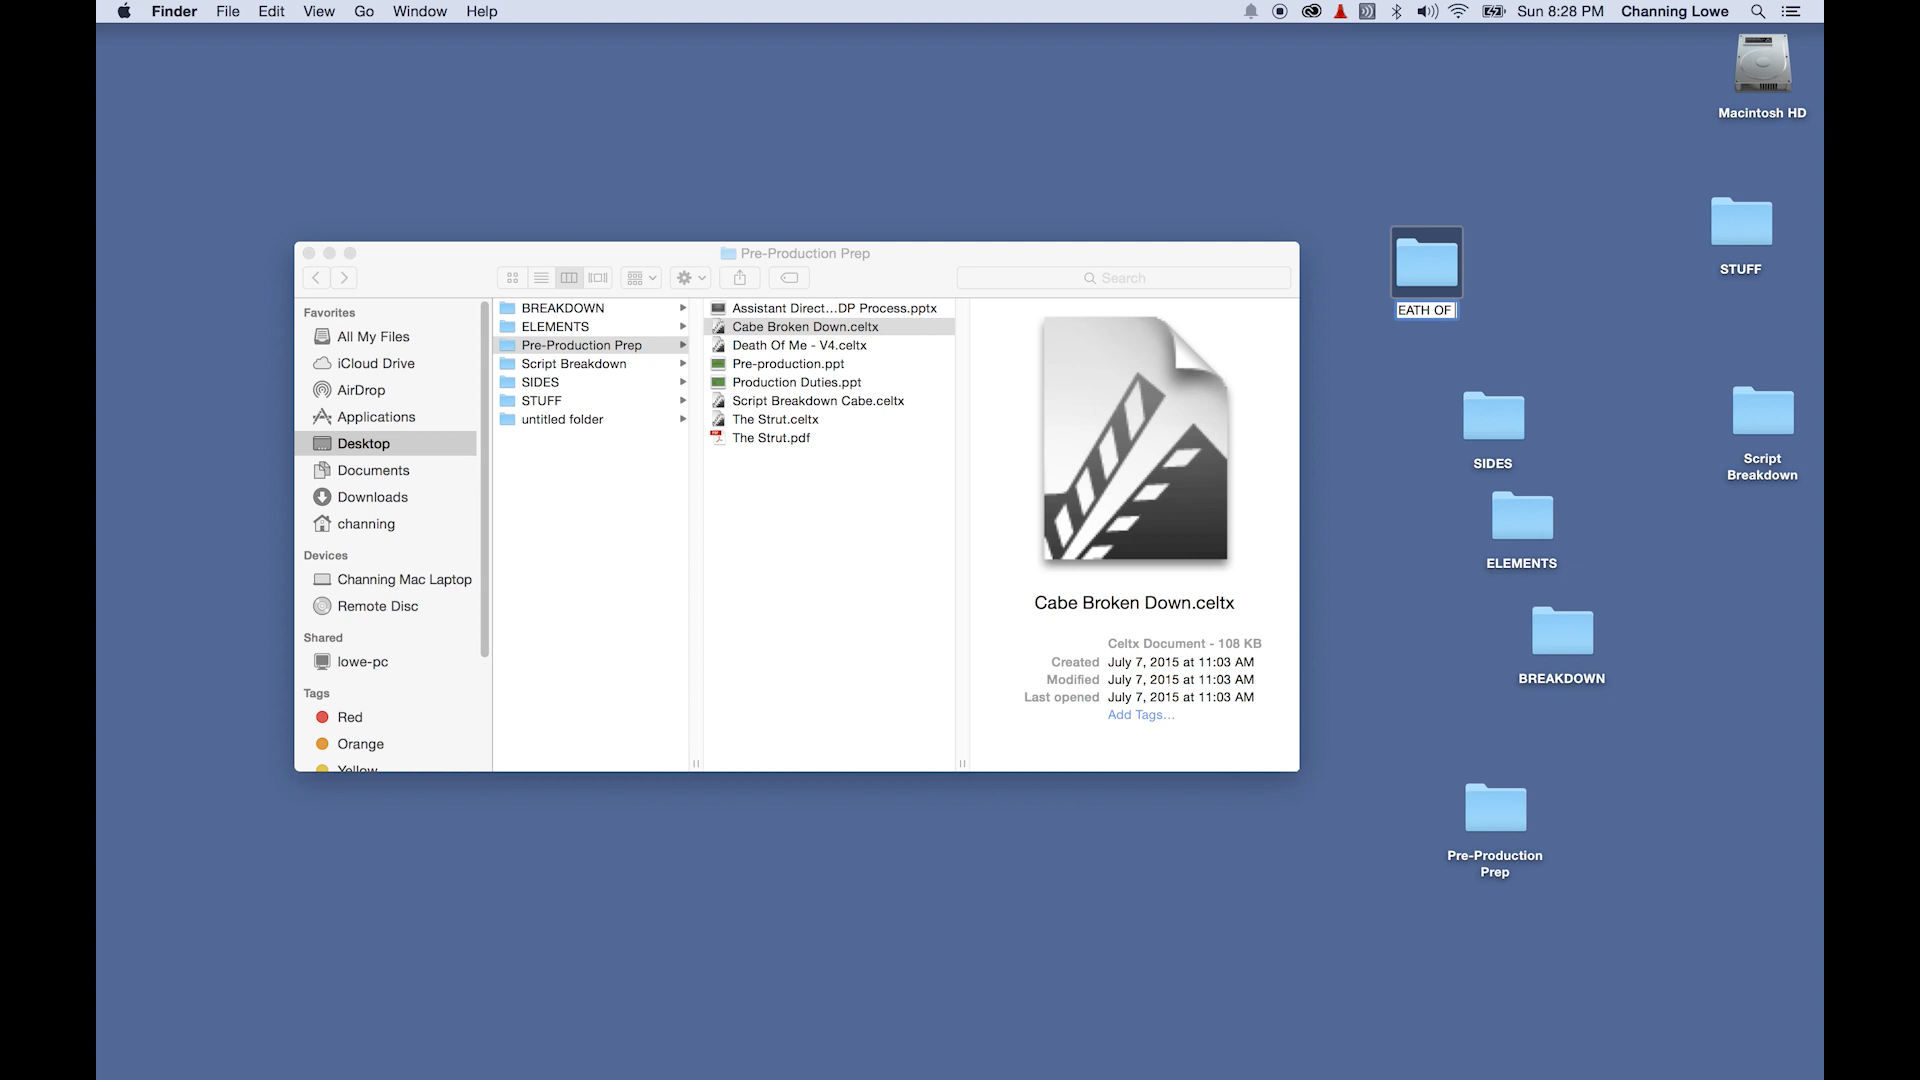 Finder File Edit View Go Window Help Sun 8:28 PM Channing Lowe
Macintosh HD
STUFF
EATH OF
SIDES
Script
Breakdown
ELEMENTS
BREAKDOWN
Pre-Production
Prep
Pre-Production Prep
Search
Favorites
All My Files
iCloud Drive
AirDrop
Applications
Desktop
Documents
Downloads
channing
Devices
Channing Mac Laptop
Remote Disc
Shared
lowe-pc
Tags
Red
Orange
Yellow
BREAKDOWN
ELEMENTS
Pre-Production Prep
Script Breakdown
SIDES
STUFF
untitled folder
Assistant Direct...DP Process.pptx
Cabe Broken Down.celtx
Death Of Me - V4.celtx
Pre-production.ppt
Production Duties.ppt
Script Breakdown Cabe.celtx
The Strut.celtx
The Strut.pdf
Cabe Broken Down.celtx
Celtx Document - 108 KB
Created July 7, 2015 at 11:03 AM
Modified July 7, 2015 at 11:03 AM
Last opened July 7, 2015 at 11:03 AM
Add Tags...